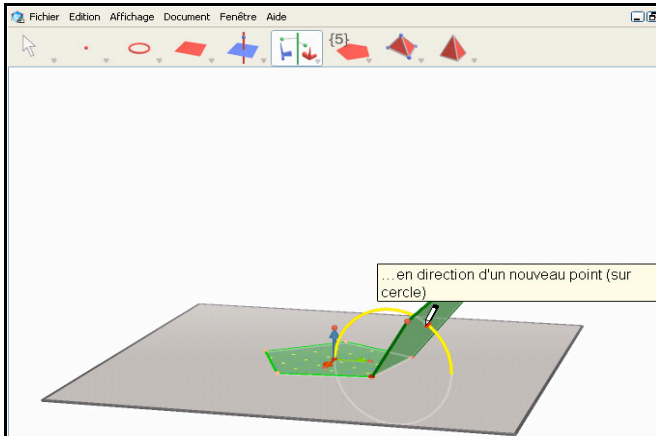 Fichier Edition Affichage Document Fenêtre Aide
{5}
...en direction d'un nouveau point (sur
cercle)